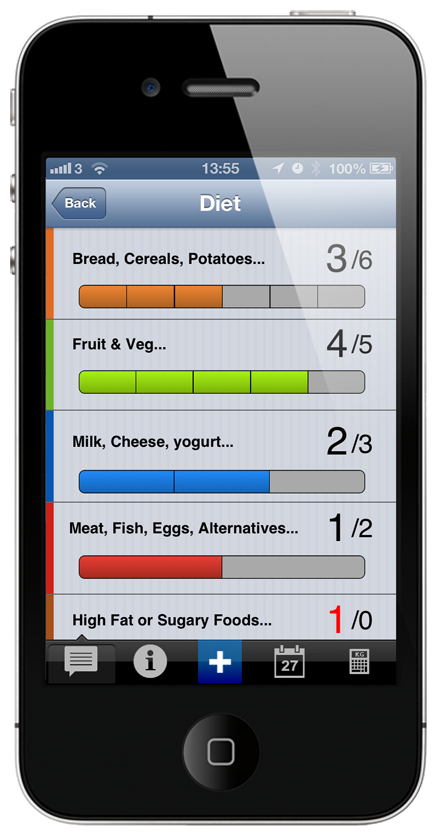 3 13:55 100%
Back Diet
Bread, Cereals, Potatoes... 3/6
Fruit & Veg... 4/5
Milk, Cheese, yogurt... 2/3
Meat, Fish, Eggs, Alternatives... 1/2
High Fat or Sugary Foods... 1/0
27
KG